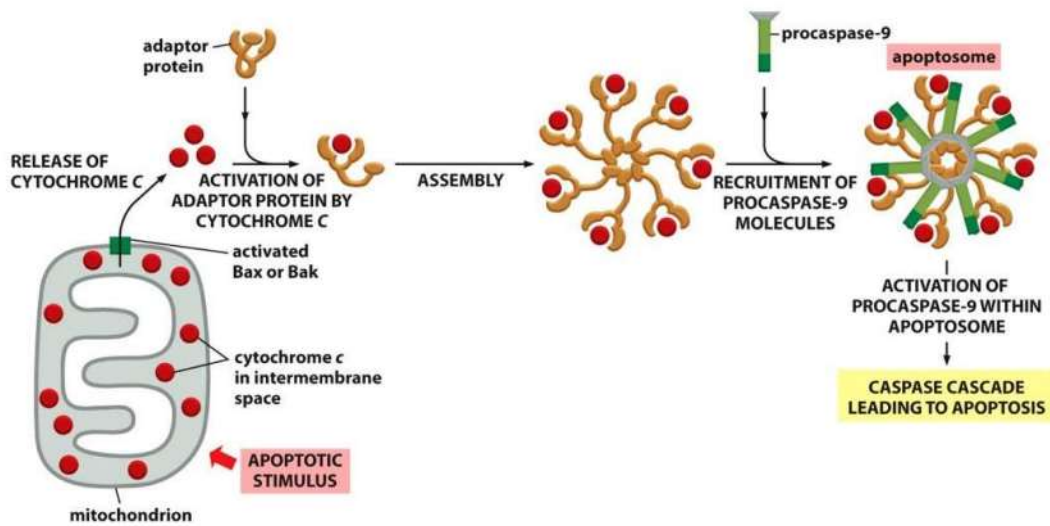 adaptor
protein
RELEASE OF
CYTOCHROME C
ACTIVATION OF
ADAPTOR PROTEIN BY
CYTOCHROME C
activated
Bax or Bak
cytochrome c
in intermembrane
space
APOPTOTIC
STIMULUS
mitochondrion
ASSEMBLY
procaspase-9
RECRUITMENT OF
PROCASPASE-9
MOLECULES
apoptosome
ACTIVATION OF
PROCASPASE-9 WITHIN
APOPTOSOME
CASPASE CASCADE
LEADING TO APOPTOSIS